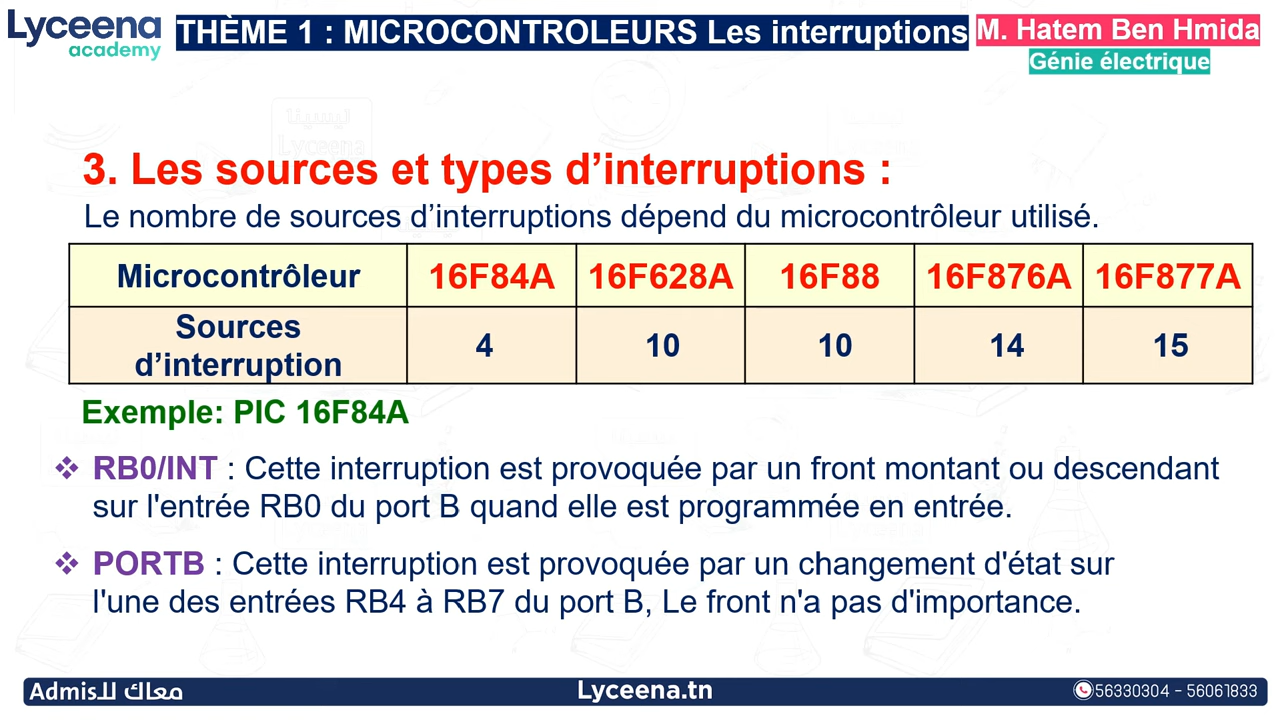 Lyceena
academy
THÈME 1 : MICROCONTROLEURS Les interruptions
M. Hatem Ben Hmida
Génie électrique
3. Les sources et types d’interruptions :
Le nombre de sources d’interruptions dépend du microcontrôleur utilisé.
Microcontrôleur 16F84A 16F628A 16F88 16F876A 16F877A
Sources d’interruption 4 10 10 14 15
Exemple: PIC 16F84A
❖ RB0/INT : Cette interruption est provoquée par un front montant ou descendant
sur l'entrée RB0 du port B quand elle est programmée en entrée.
❖ PORTB : Cette interruption est provoquée par un changement d'état sur
l'une des entrées RB4 à RB7 du port B, Le front n'a pas d'importance.
معاك للـAdmis
Lyceena.tn
56330304 - 56061833